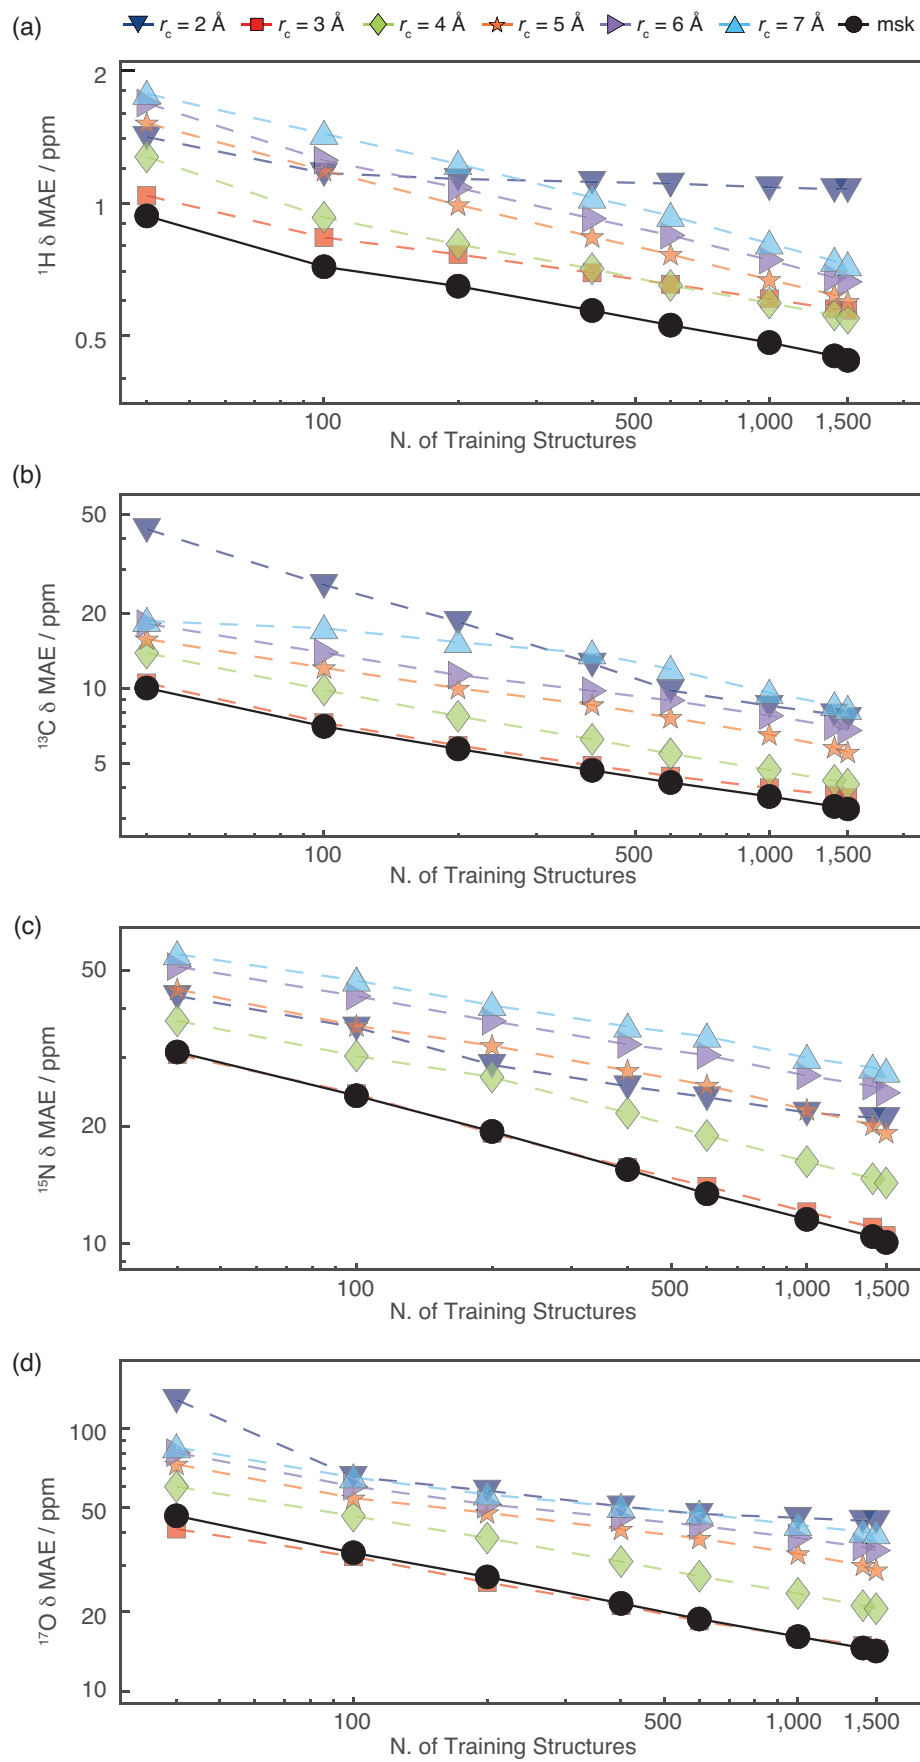 (a)
r_c = 2 Å r_c = 3 Å r_c = 4 Å r_c = 5 Å r_c = 6 Å r_c = 7 Å msk
2
1
0.5
¹H δ MAE / ppm
100 500 1,000 1,500
N. of Training Structures
(b)
50
20
10
5
¹³C δ MAE / ppm
100 500 1,000 1,500
N. of Training Structures
(c)
50
20
10
¹⁵N δ MAE / ppm
100 500 1,000 1,500
N. of Training Structures
(d)
100
50
20
10
¹⁷O δ MAE / ppm
100 500 1,000 1,500
N. of Training Structures